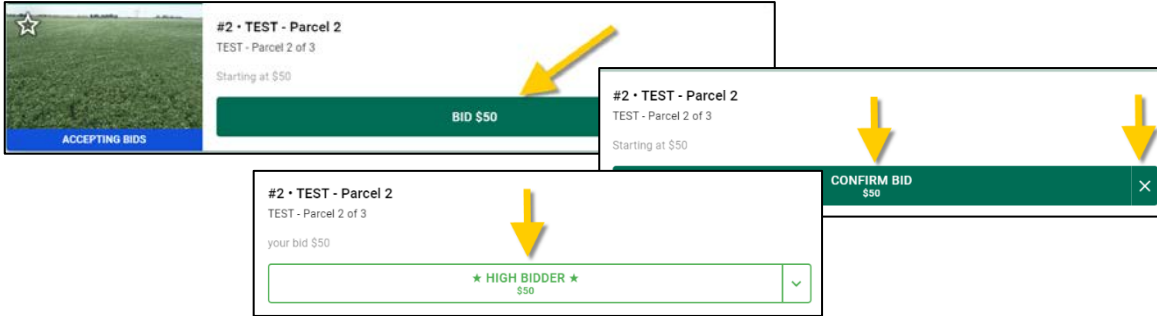 #2 • TEST - Parcel 2
TEST - Parcel 2 of 3
Starting at $50
BID $50
ACCEPTING BIDS
#2 • TEST - Parcel 2
TEST - Parcel 2 of 3
Starting at $50
CONFIRM BID
$50
#2 • TEST - Parcel 2
TEST - Parcel 2 of 3
your bid $50
★ HIGH BIDDER ★
$50